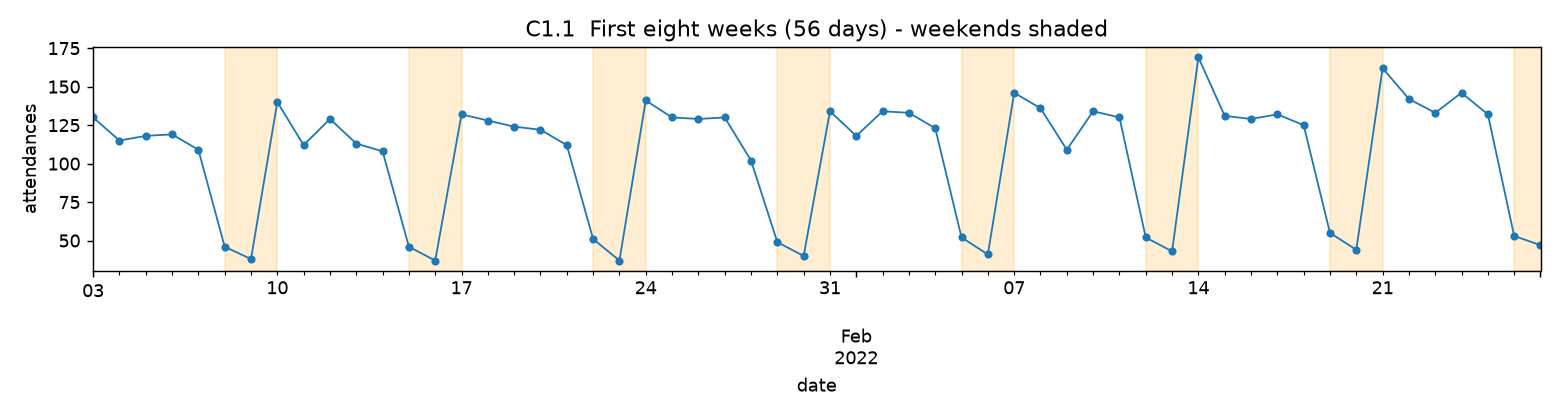 C1.1  First eight weeks (56 days) - weekends shaded
175
150
125
100
75
50
attendances
03 10 17 24 31 07 14 21
Feb
2022
date